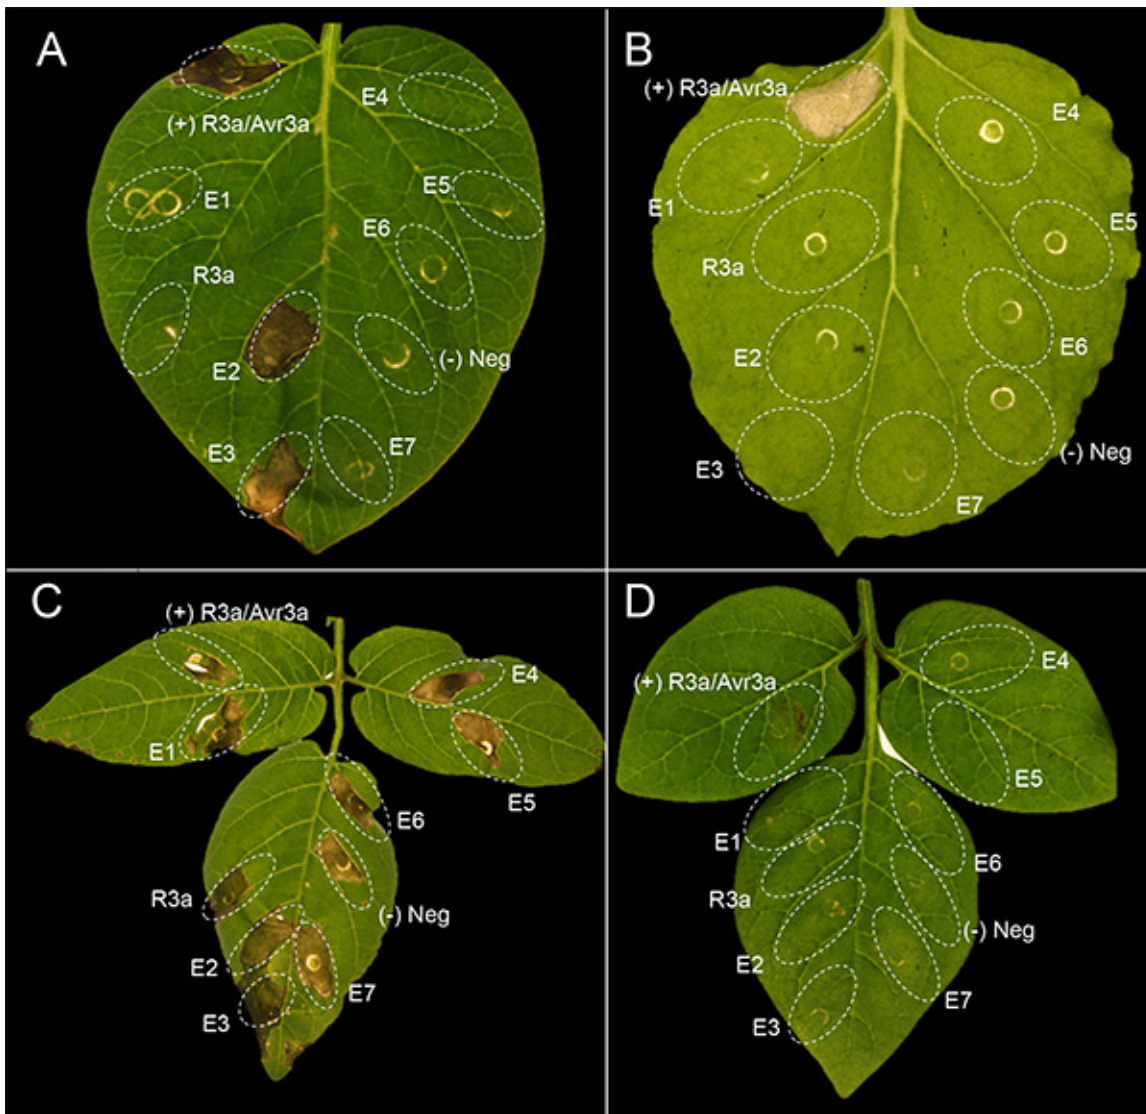 A
E4
(+) R3a/Avr3a
E5
E1
E6
R3a
(-) Neg
E2
E3
E7
B
(+) R3a/Avr3a
E4
E1
E5
R3a
E2
E6
E3
(-) Neg
E7
C
(+) R3a/Avr3a
E4
E1
E5
E6
R3a
(-) Neg
E2
E7
E3
D
E4
(+) R3a/Avr3a
E5
E1
E6
R3a
(-) Neg
E2
E7
E3